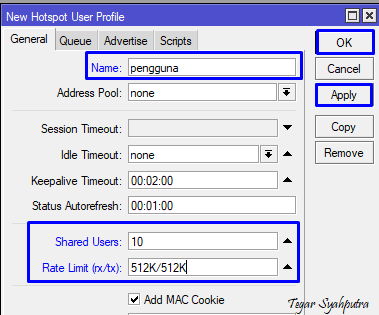 New Hotspot User Profile
General Queue Advertise Scripts
OK
Name: pengguna
Cancel
Address Pool: none
Apply
Session Timeout:
Copy
Idle Timeout: none
Remove
Keepalive Timeout: 00:02:00
Status Autorefresh: 00:01:00
Shared Users: 10
Rate Limit (rx/tx): 512K/512K
Add MAC Cookie
Tegar Syahputra